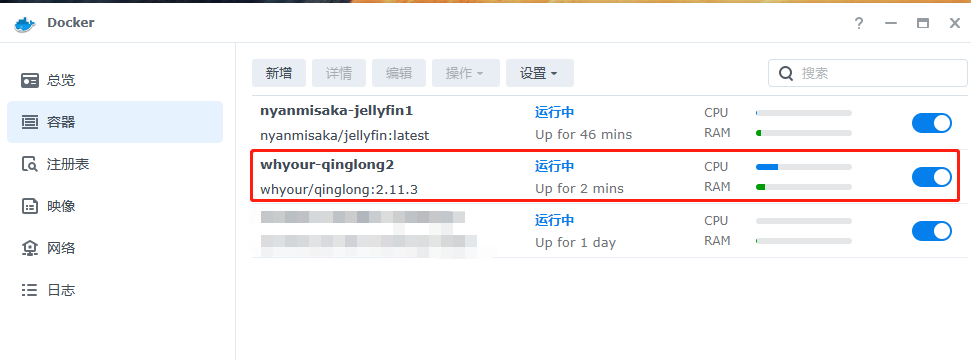 Docker
?
总览
容器
注册表
映像
网络
日志
新增
详情
编辑
操作
设置
搜索
nyanmisaka-jellyfin1
运行中
CPU
nyanmisaka/jellyfin:latest
Up for 46 mins
RAM
whyour-qinglong2
运行中
CPU
whyour/qinglong:2.11.3
Up for 2 mins
RAM
运行中
CPU
Up for 1 day
RAM